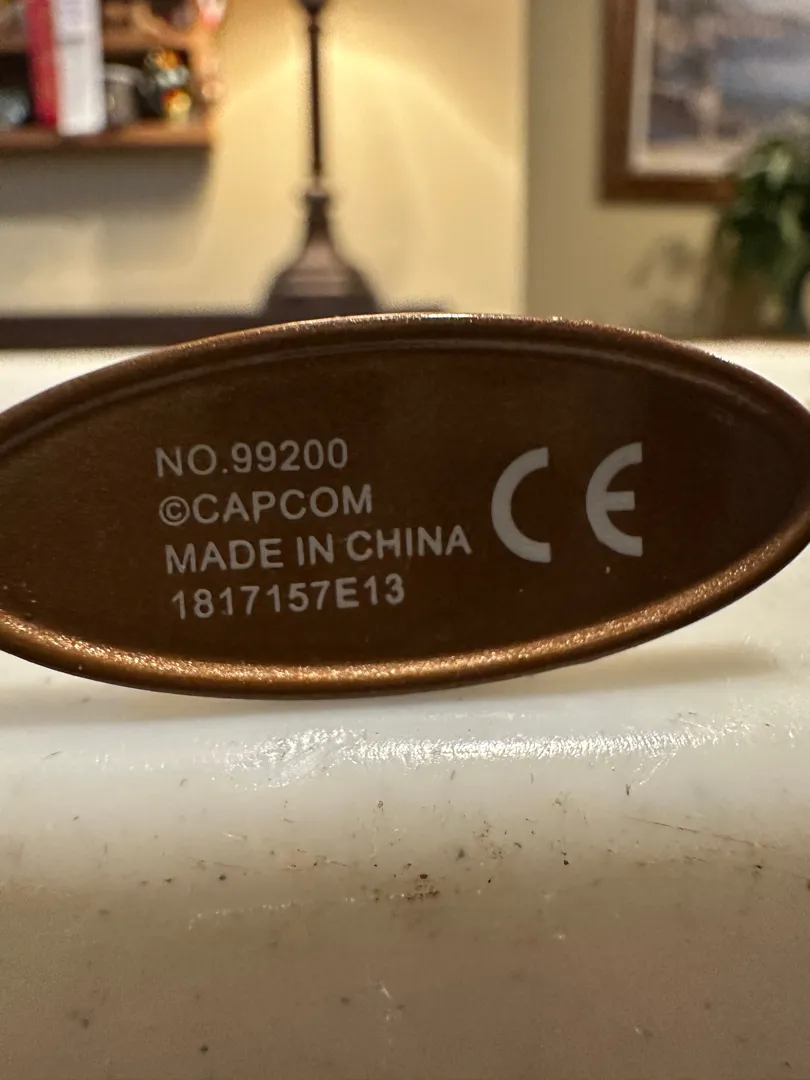 NO.99200
©CAPCOM
MADE IN CHINA
1817157E13
CE